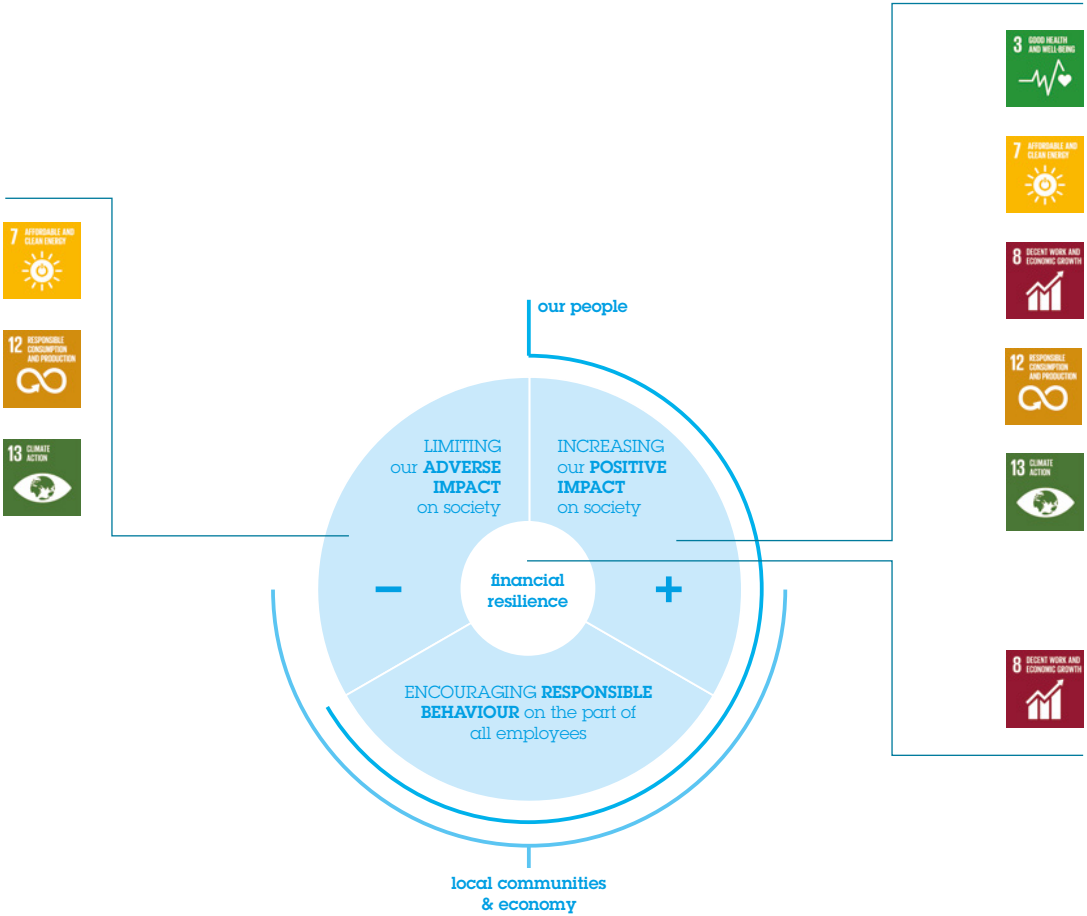 3 GOOD HEALTH
AND WELL-BEING
7 AFFORDABLE AND
CLEAN ENERGY
8 DECENT WORK AND
ECONOMIC GROWTH
12 RESPONSIBLE
CONSUMPTION
AND PRODUCTION
13 CLIMATE
ACTION
7 AFFORDABLE AND
CLEAN ENERGY
12 RESPONSIBLE
CONSUMPTION
AND PRODUCTION
13 CLIMATE
ACTION
our people
LIMITING
our ADVERSE
IMPACT
on society
INCREASING
our POSITIVE
IMPACT
on society
–
financial
resilience
+
ENCOURAGING RESPONSIBLE
BEHAVIOUR on the part of
all employees
8 DECENT WORK AND
ECONOMIC GROWTH
local communities
& economy